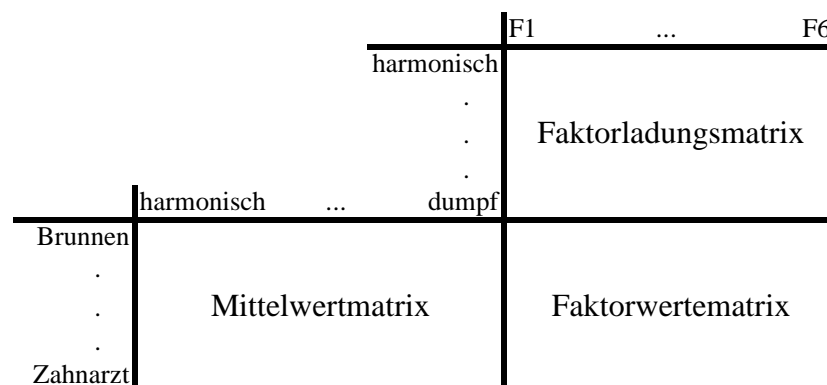 F1 ... F6
harmonisch
.
.
.
Faktorladungsmatrix
harmonisch ... dumpf
Brunnen
.
.
.
Zahnarzt
Mittelwertmatrix
Faktorwertematrix